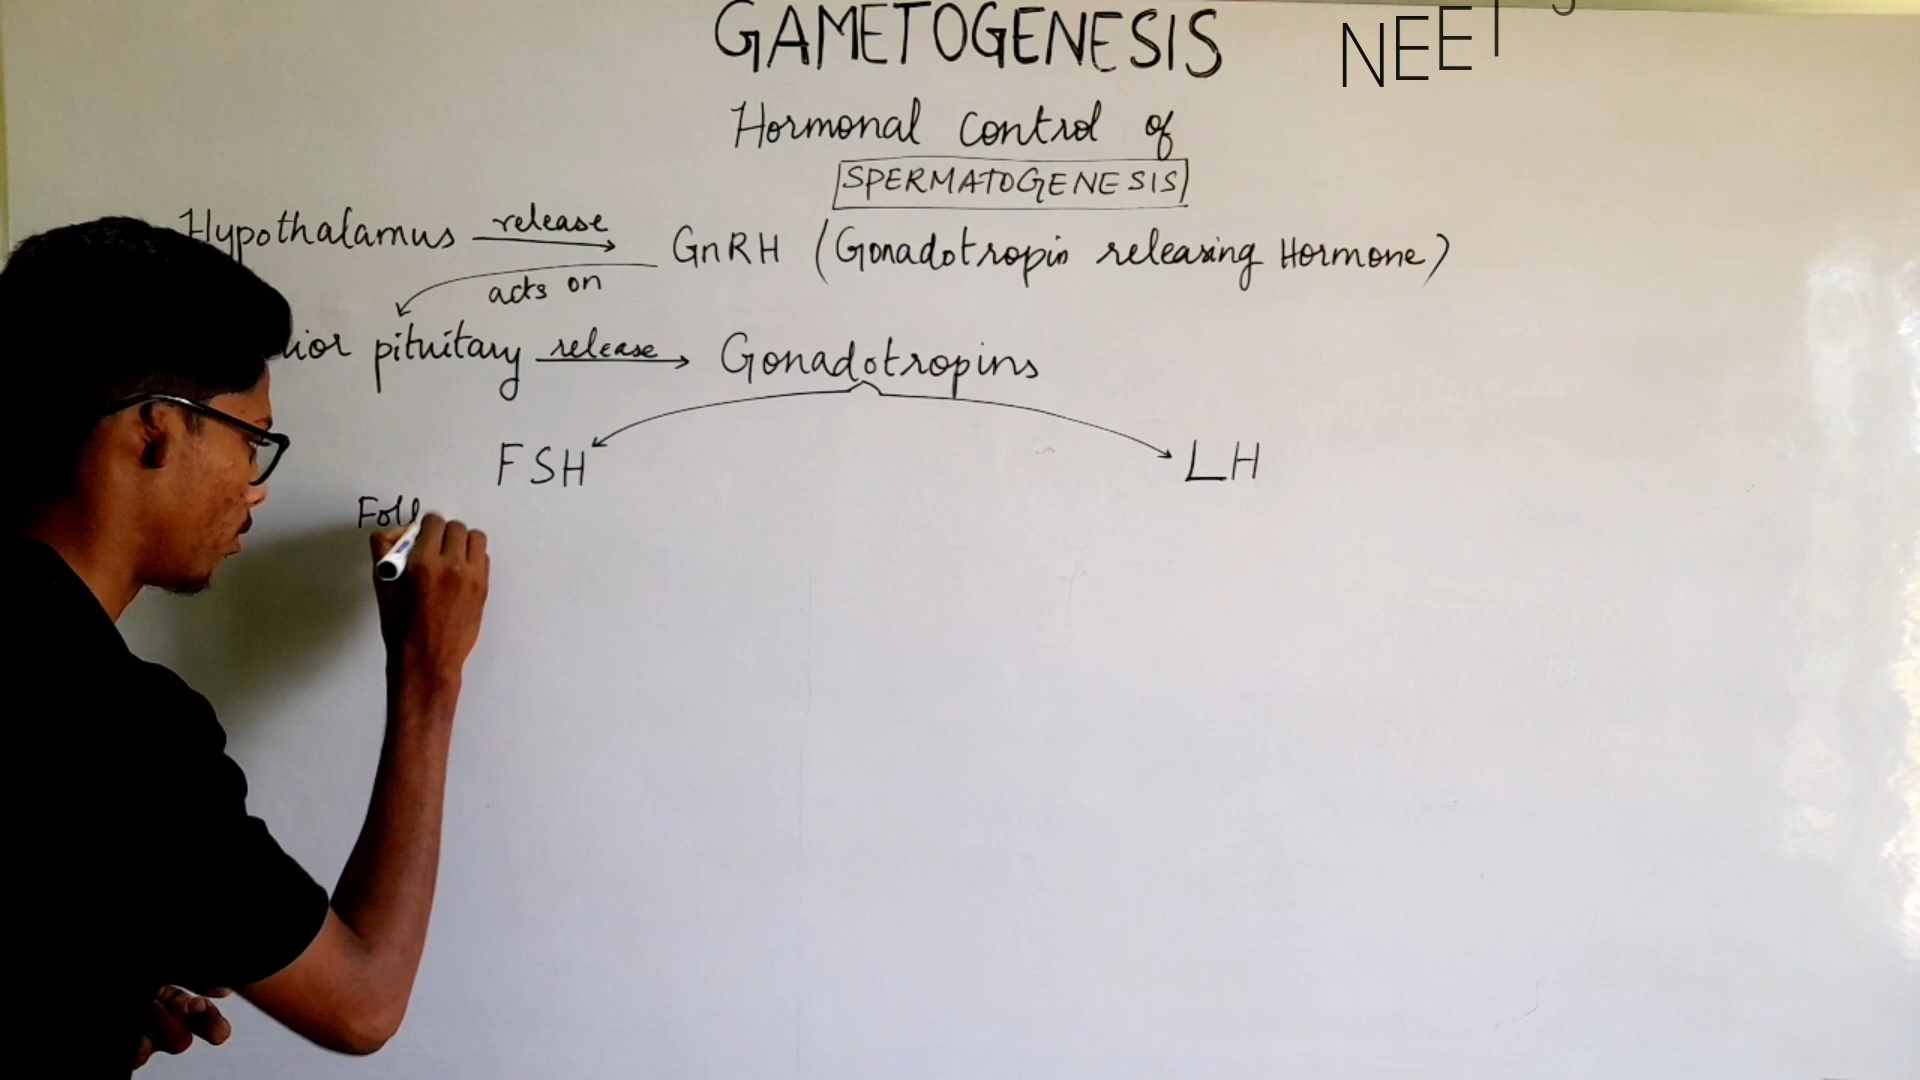 GAMETOGENESIS NEET
Hormonal Control of
SPERMATOGENESIS
Hypothalamus release GnRH (Gonadotropin releasing Hormone)
acts on
pituitary release Gonadotropins
FSH LH
Foll